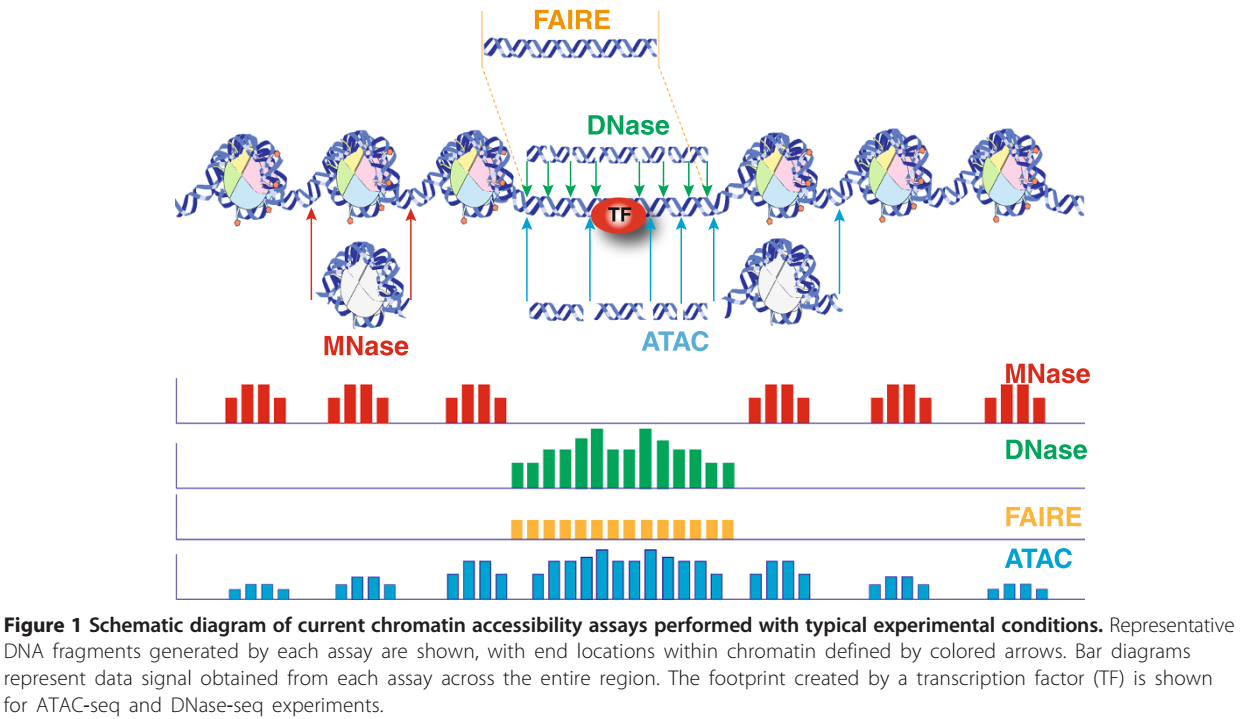 FAIRE
DNase
TF
MNase
ATAC
MNase
DNase
FAIRE
ATAC
Figure 1 Schematic diagram of current chromatin accessibility assays performed with typical experimental conditions. Representative
DNA fragments generated by each assay are shown, with end locations within chromatin defined by colored arrows. Bar diagrams
represent data signal obtained from each assay across the entire region. The footprint created by a transcription factor (TF) is shown
for ATAC-seq and DNase-seq experiments.